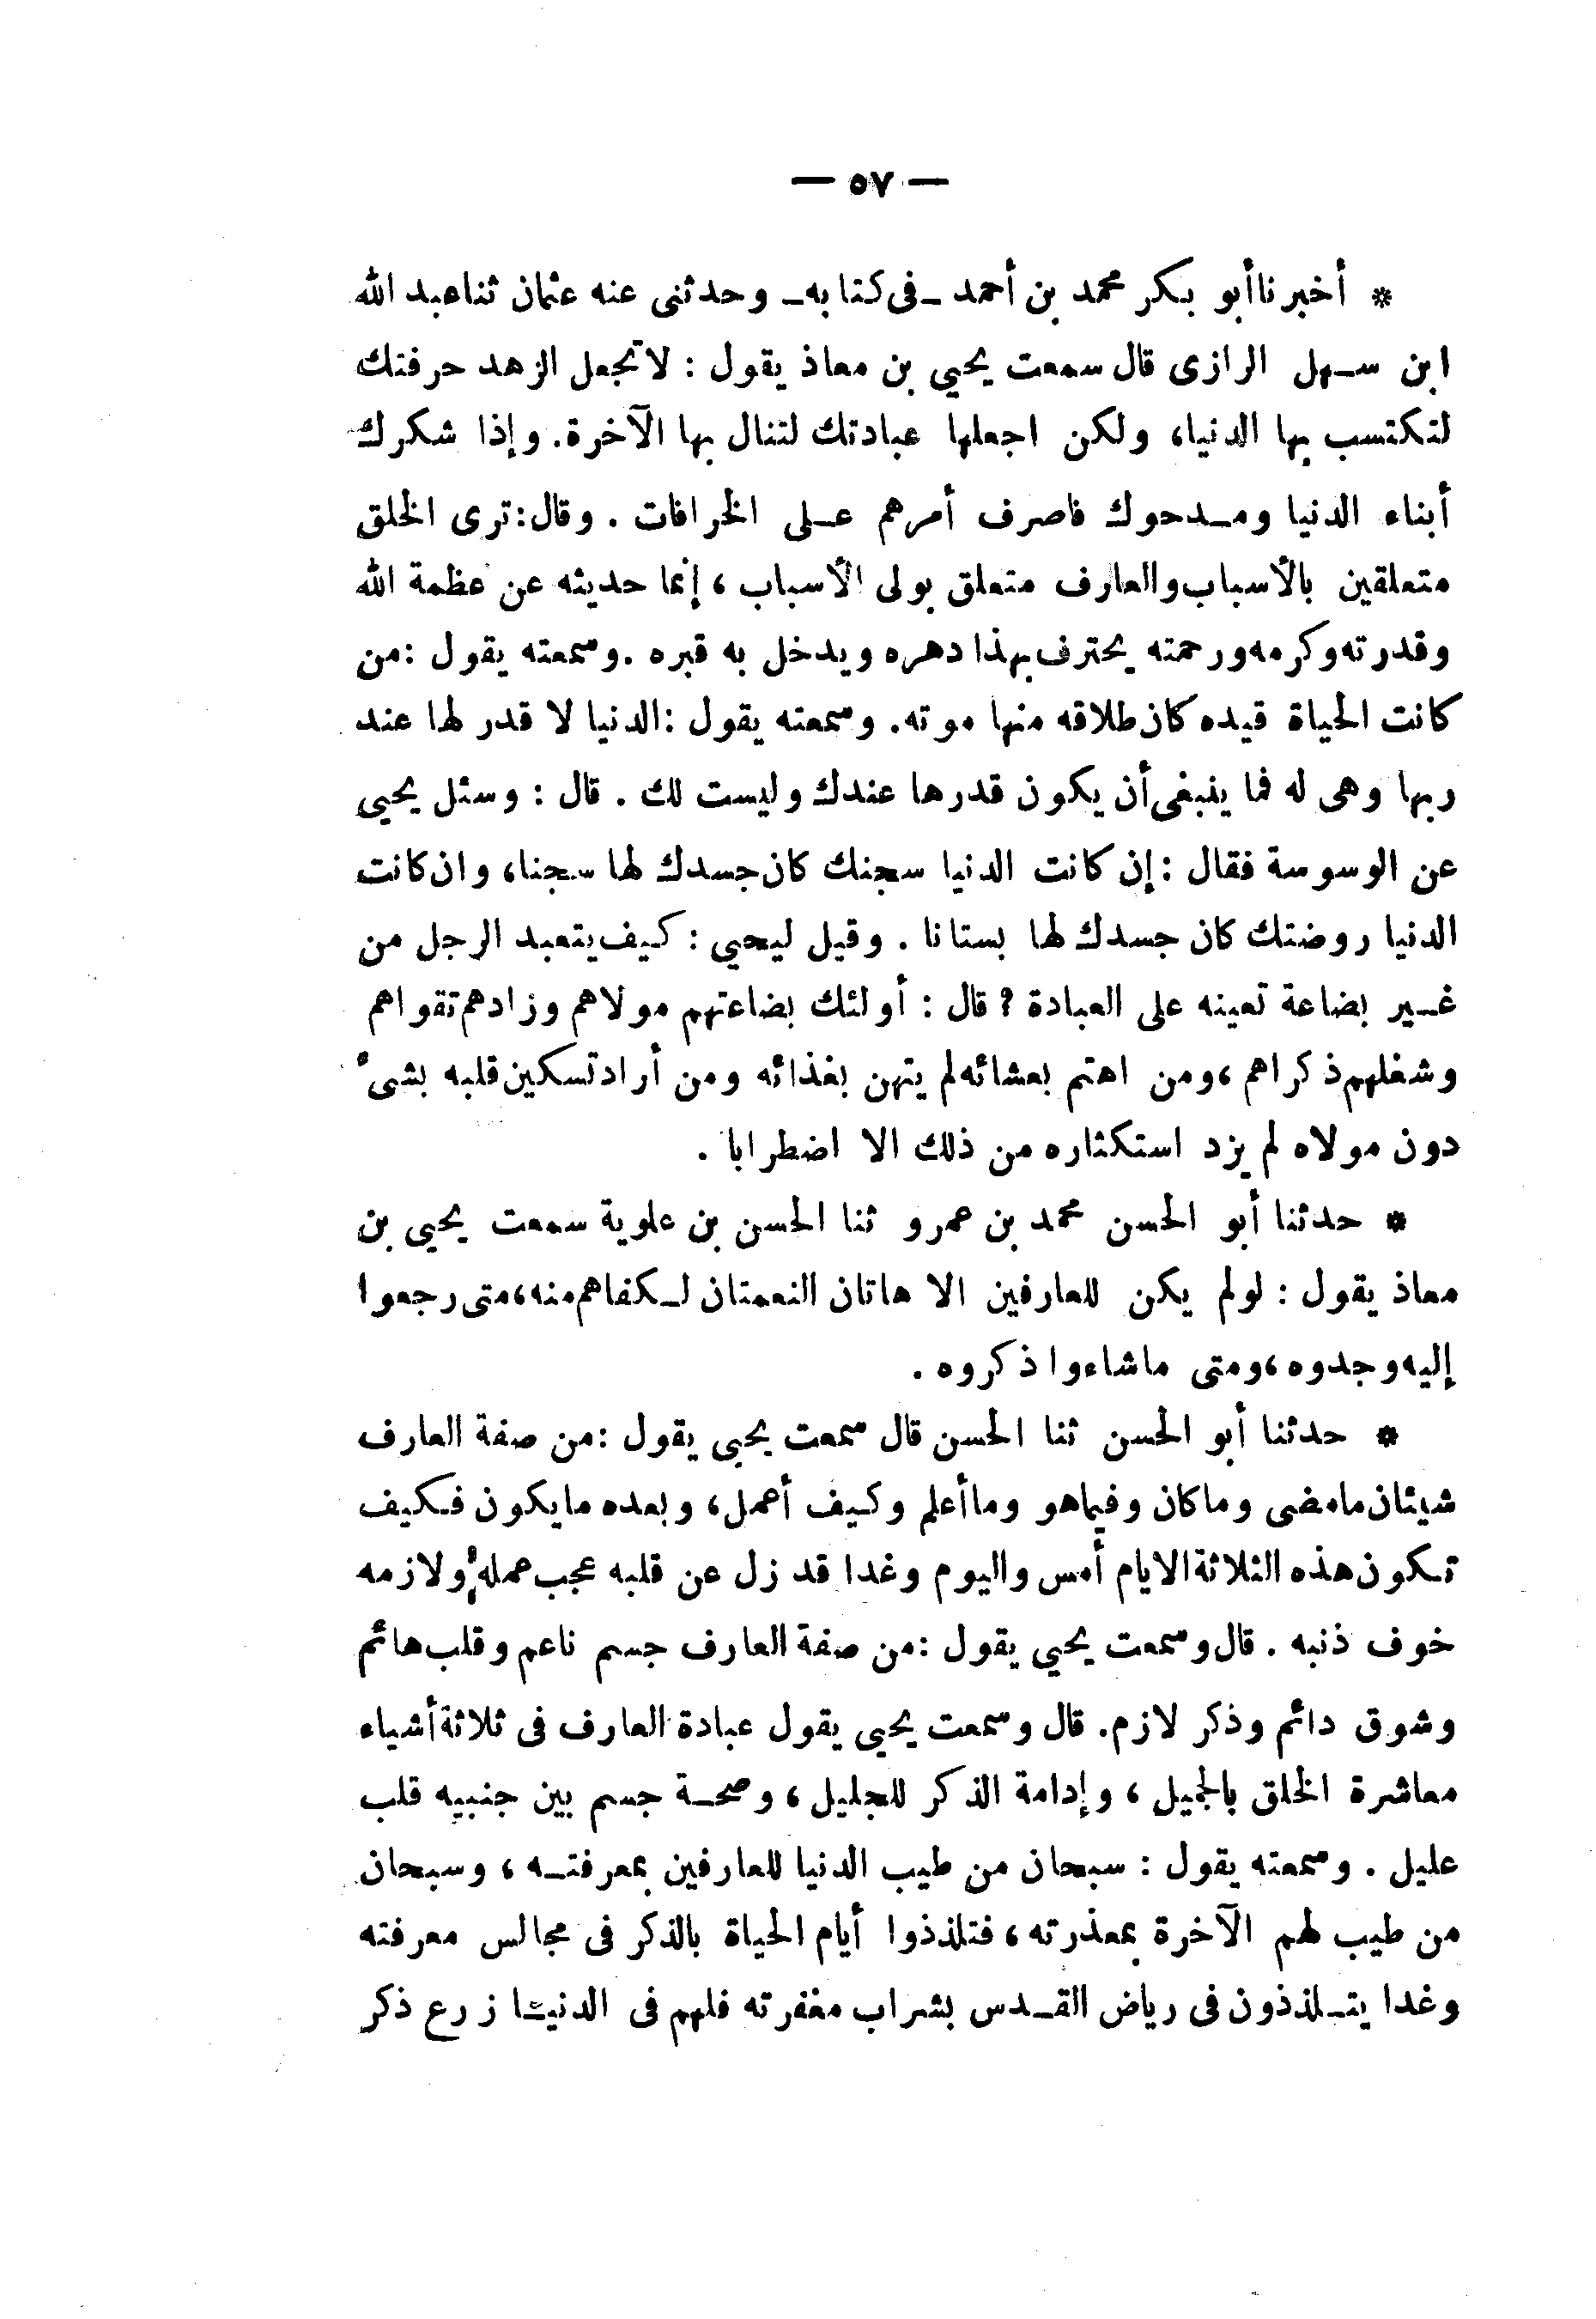 — ٥٧ —
* أخبرنا أبو بكر محمد بن أحمد ـ فى كتابه ـ وحدثنى عنه عثمان ثنا عبد الله
ابن سهل الرازى قال سمعت يحيى بن معاذ يقول : لا تجعل الزهد حرفتك
لتكتسب بها الدنيا، ولكن اجعلها عبادتك لتنال بها الآخرة. وإذا شكرك
أبناء الدنيا ومدحوك فاصرف أمرهم على الخرافات . وقال: ترى الخلق
متعلقين بالأسباب والعارف متعلق بولى الأسباب ، إنما حديثه عن عظمة الله
وقدرته وكرمه ورحمته يحترف بهذا دهره ويدخل به قبره . وسمعته يقول : من
كانت الحياة قيده كان طلاقه منها موته. وسمعته يقول : الدنيا لا قدر لها عند
ربها وهى له فما ينبغى أن يكون قدرها عندك وليست لك . قال : وسئل يحيى
عن الوسوسة فقال : إن كانت الدنيا سجنك كان جسدك لها سجنا، وان كانت
الدنيا روضتك كان جسدك لها بستانا . وقيل ليحيى : كيف يتعبد الرجل من
غير بضاعة تعينه على العبادة ? قال : أولئك بضاعتهم مولاهم وزادهم تقواهم
وشغلهم ذكراهم ، ومن اهتم بعشائه لم يتهن بغذائه ومن أراد تسكين قلبه بشىء
دون مولاه لم يزد استكثاره من ذلك الا اضطرابا .
* حدثنا أبو الحسن محمد بن عمرو ثنا الحسن بن علوية سمعت يحيى بن
معاذ يقول : لو لم يكن للعارفين الا هاتان النعمتان لكفاهم منه، متى رجعوا
إليه وجدوه، ومتى ماشاءوا ذكروه .
* حدثنا أبو الحسن ثنا الحسن قال سمعت يحيى يقول : من صفة العارف
شيئان مامضى وما كان وفيما هو وما أعلم وكيف أعمل، وبعده مايكون فكيف
تكون هذه الثلاثة الايام أمس واليوم وغدا قد زل عن قلبه عجب عمله ولازمه
خوف ذنبه . قال وسمعت يحيى يقول : من صفة العارف جسم ناعم وقلب هائم
وشوق دائم وذكر لازم. قال وسمعت يحيى يقول عبادة العارف فى ثلاثة أشياء
معاشرة الخلق بالجميل ، وإدامة الذكر للجليل ، وصحة جسم بين جنبيه قلب
عليل . وسمعته يقول : سبحان من طيب الدنيا للعارفين بمعرفته ، وسبحان
من طيب لهم الآخرة بمعذرته ، فتلذذوا أيام الحياة بالذكر فى مجالس معرفته
وغدا يتلذذون فى رياض القدس بشراب مغفرته فلهم فى الدنيا زرع ذكر